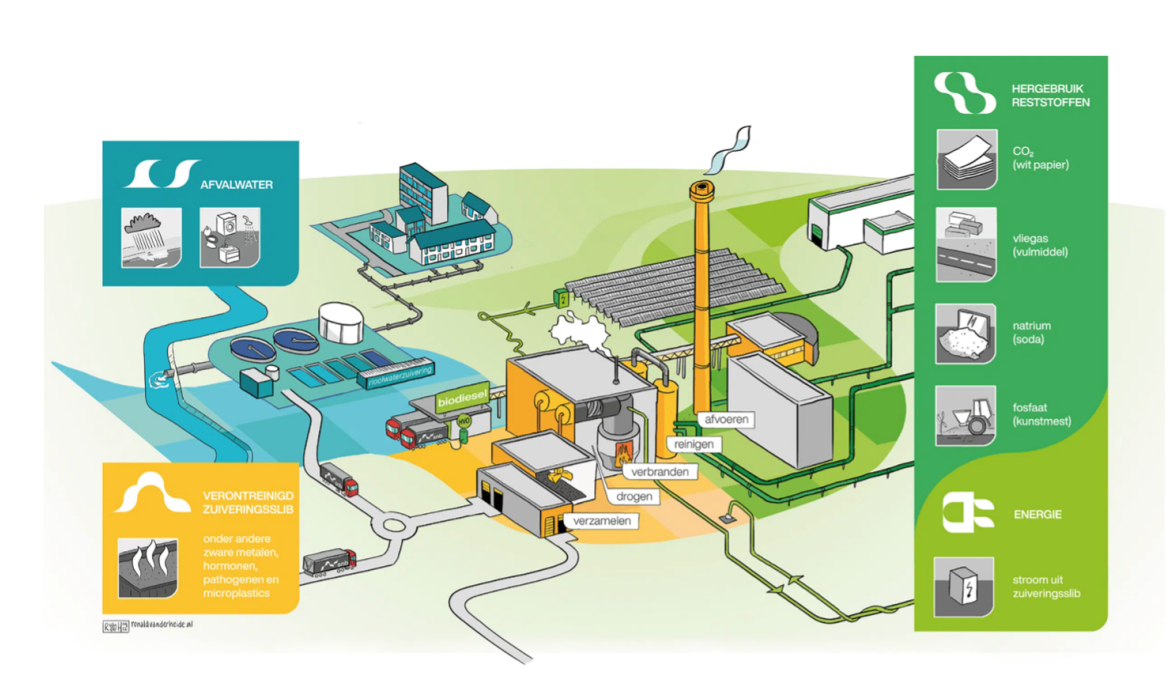 AFVALWATER
VERONTREINIGD
ZUIVERINGSSLIB
onder andere
zware metalen,
hormonen,
pathogenen en
microplastics
ronaldvanderheide.nl
rioolwaterzuivering
biodiesel
HVO
afvoeren
reinigen
verbranden
drogen
verzamelen
HERGEBRUIK
RESTSTOFFEN
CO₂
(wit papier)
vliegas
(vulmiddel)
natrium
(soda)
fosfaat
(kunstmest)
ENERGIE
stroom uit
zuiveringsslib